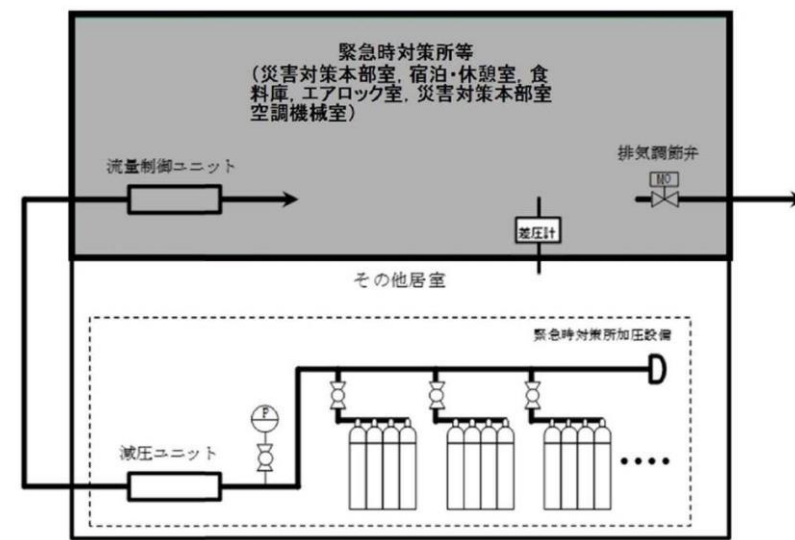 緊急時対策所等
(災害対策本部室, 宿泊・休憩室, 食
料庫, エアロック室, 災害対策本部室
空調機械室)
流量制御ユニット
排気調節弁
MO
差圧計
その他居室
緊急時対策所加圧設備
P
減圧ユニット